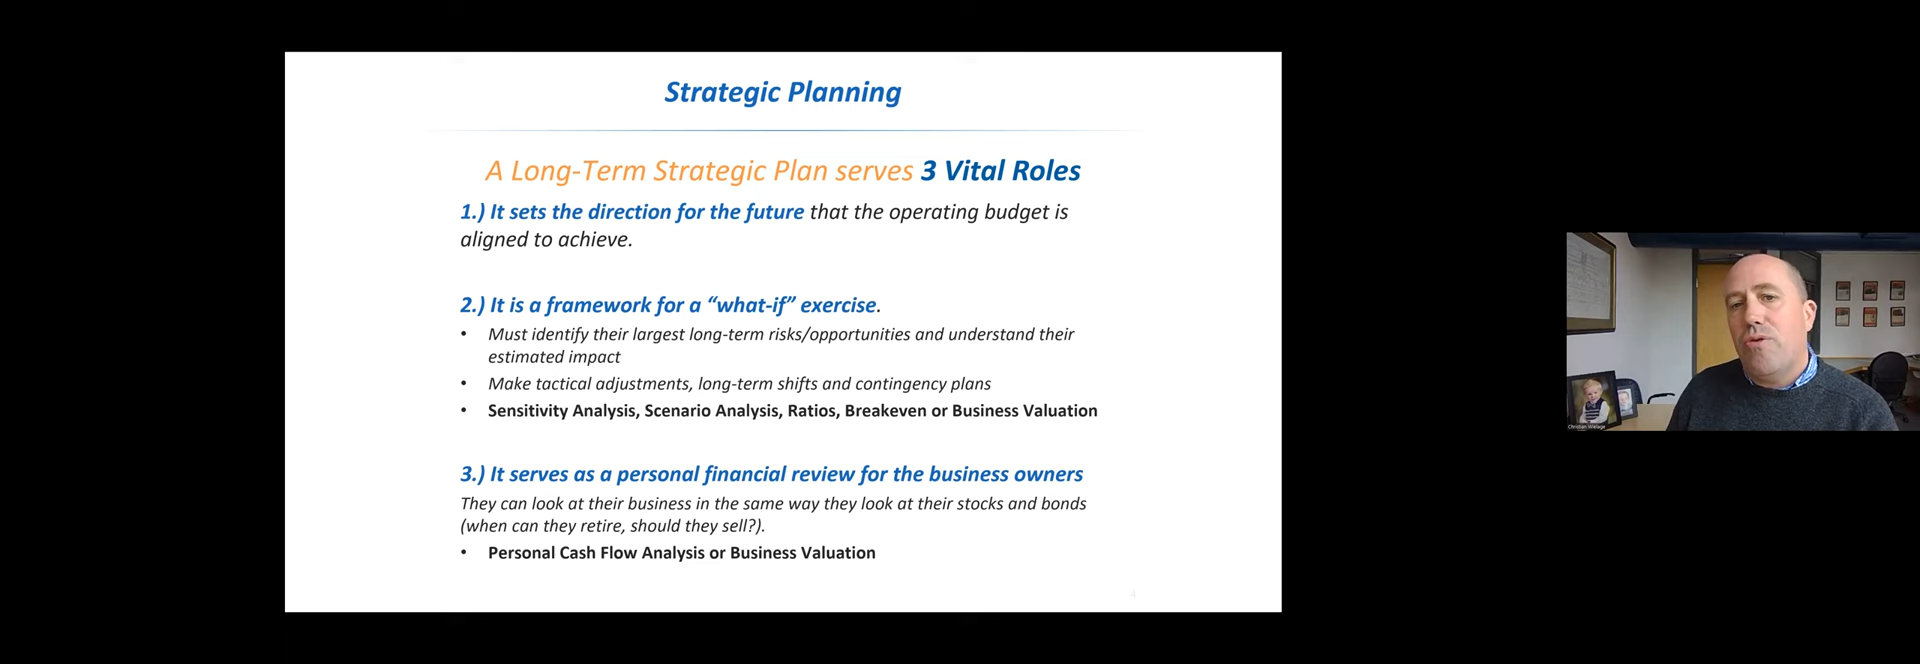 Strategic Planning
A Long-Term Strategic Plan serves 3 Vital Roles
1.) It sets the direction for the future that the operating budget is
aligned to achieve.
2.) It is a framework for a “what-if” exercise.
• Must identify their largest long-term risks/opportunities and understand their
estimated impact
• Make tactical adjustments, long-term shifts and contingency plans
• Sensitivity Analysis, Scenario Analysis, Ratios, Breakeven or Business Valuation
3.) It serves as a personal financial review for the business owners
They can look at their business in the same way they look at their stocks and bonds
(when can they retire, should they sell?).
• Personal Cash Flow Analysis or Business Valuation
4
Christian Wielage